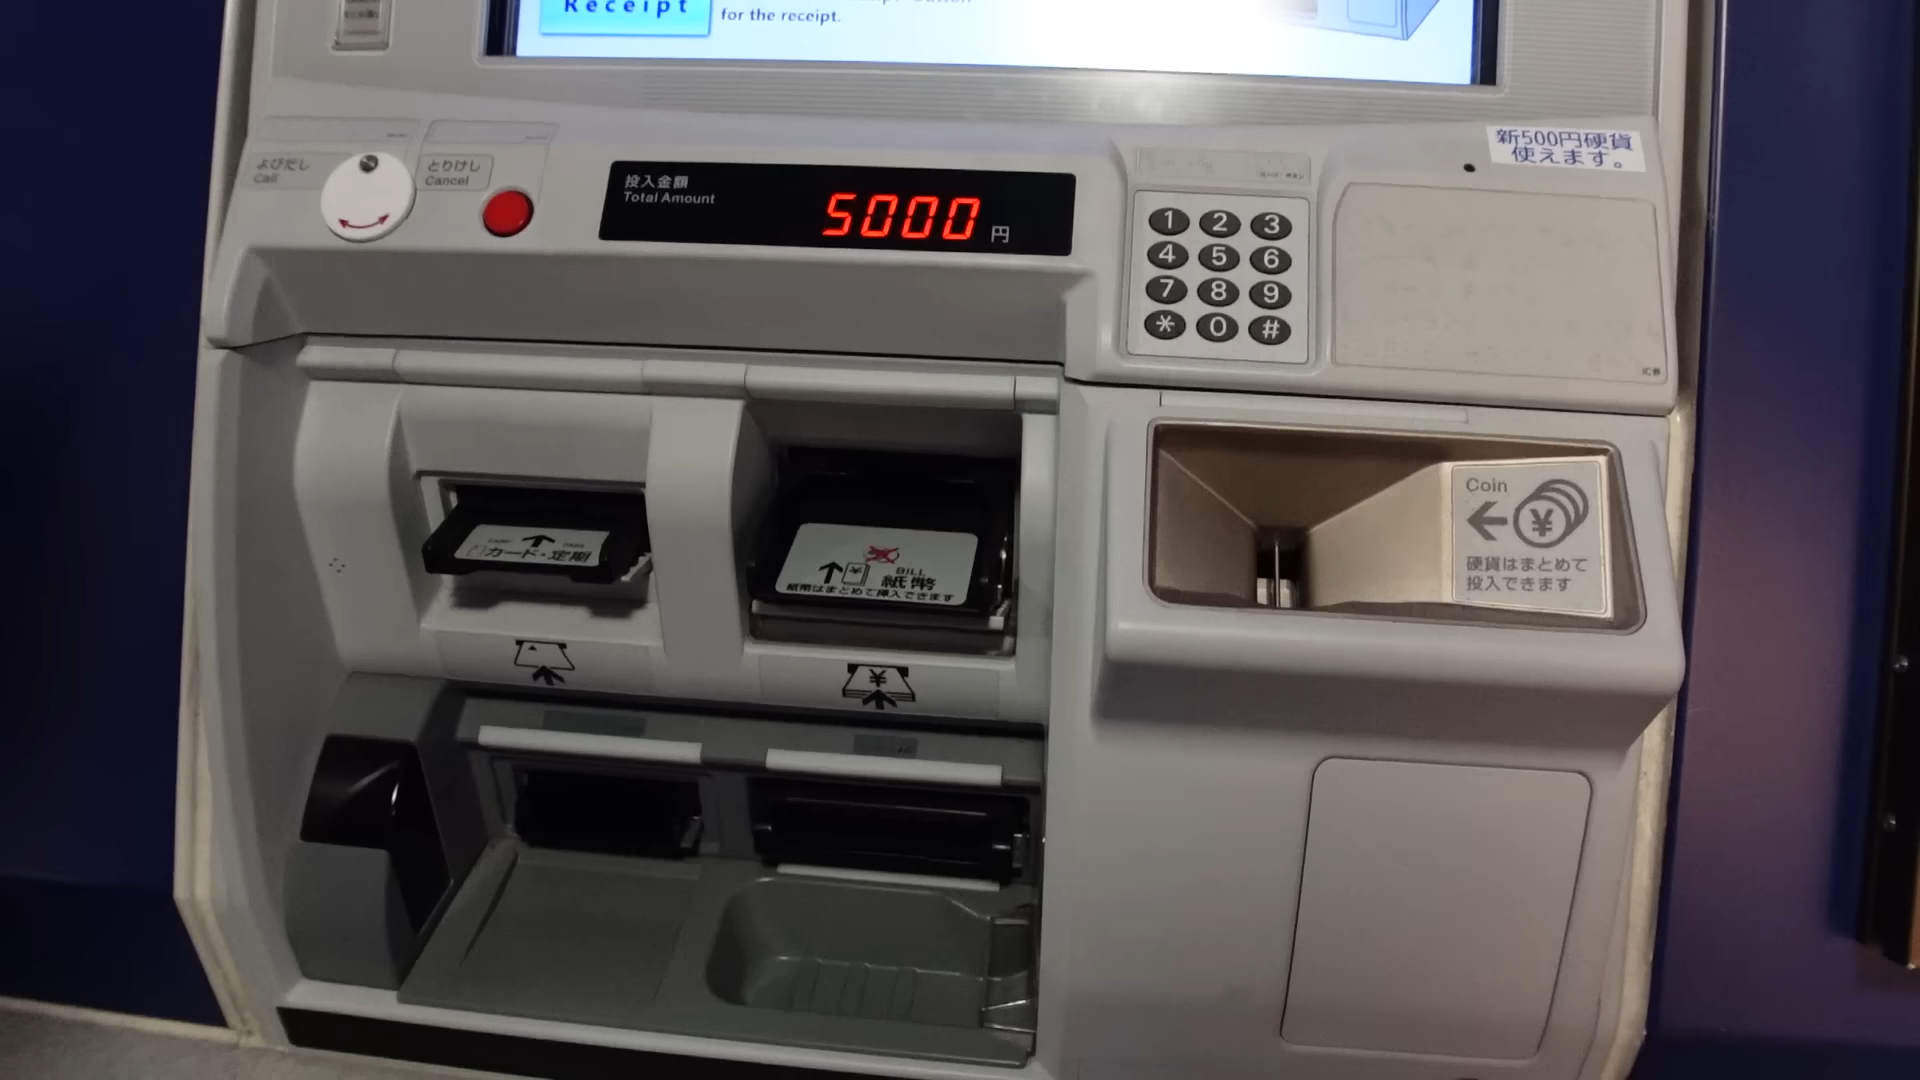 Receipt
for the receipt.
新500円硬貨
使えます。
よびだし
Call
とりけし
Cancel
投入金額
Total Amount
5000 円
1 2 3
4 5 6
7 8 9
* 0 #
IC券
Coin
¥
硬貨はまとめて
投入できます
カード・定期
¥
BILL
紙幣
紙幣はまとめて挿入できます
¥